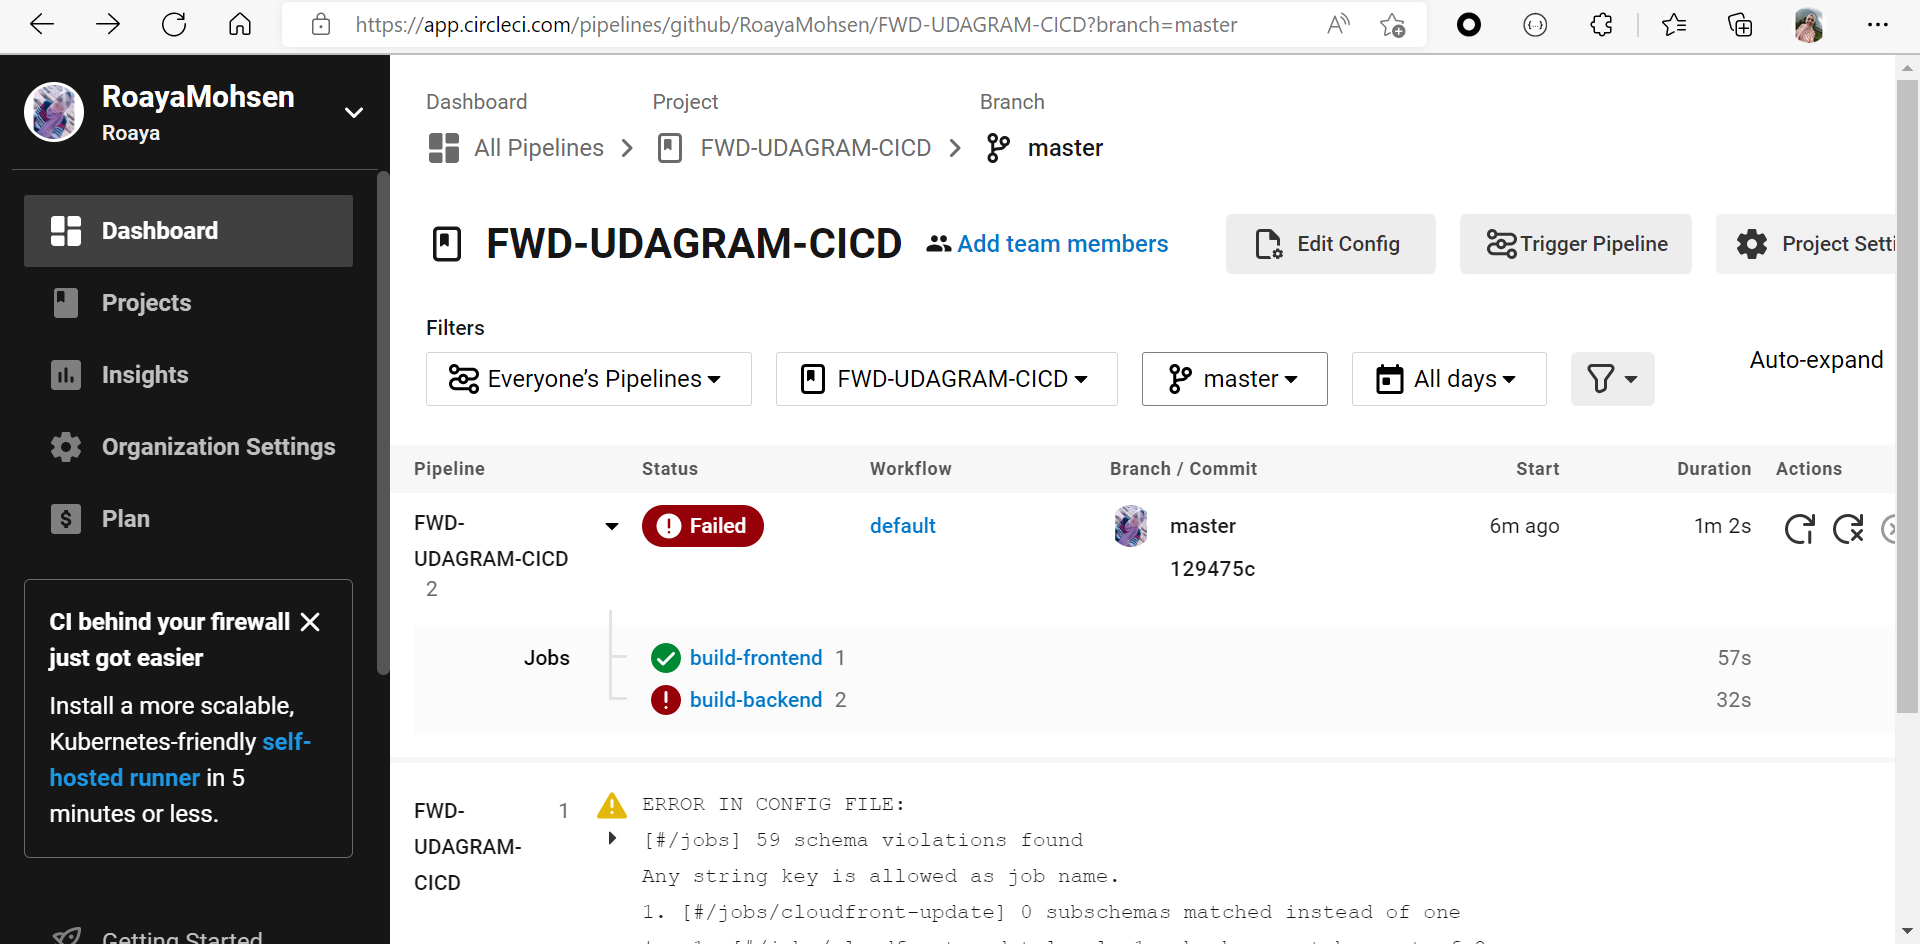 https://app.circleci.com/pipelines/github/RoayaMohsen/FWD-UDAGRAM-CICD?branch=master
RoayaMohsen
Roaya
Dashboard
Projects
Insights
Organization Settings
Plan
CI behind your firewall
just got easier
Install a more scalable,
Kubernetes-friendly self-
hosted runner in 5
minutes or less.
Getting Started
Dashboard Project Branch
All Pipelines FWD-UDAGRAM-CICD master
FWD-UDAGRAM-CICD Add team members Edit Config Trigger Pipeline Project Setti
Filters
Everyone’s Pipelines FWD-UDAGRAM-CICD master All days Auto-expand
Pipeline Status Workflow Branch / Commit Start Duration Actions
FWD- Failed default master 6m ago 1m 2s
UDAGRAM-CICD 129475c
2
Jobs build-frontend 1 57s
build-backend 2 32s
FWD- 1 ERROR IN CONFIG FILE:
UDAGRAM- [#/jobs] 59 schema violations found
CICD Any string key is allowed as job name.
1. [#/jobs/cloudfront-update] 0 subschemas matched instead of one